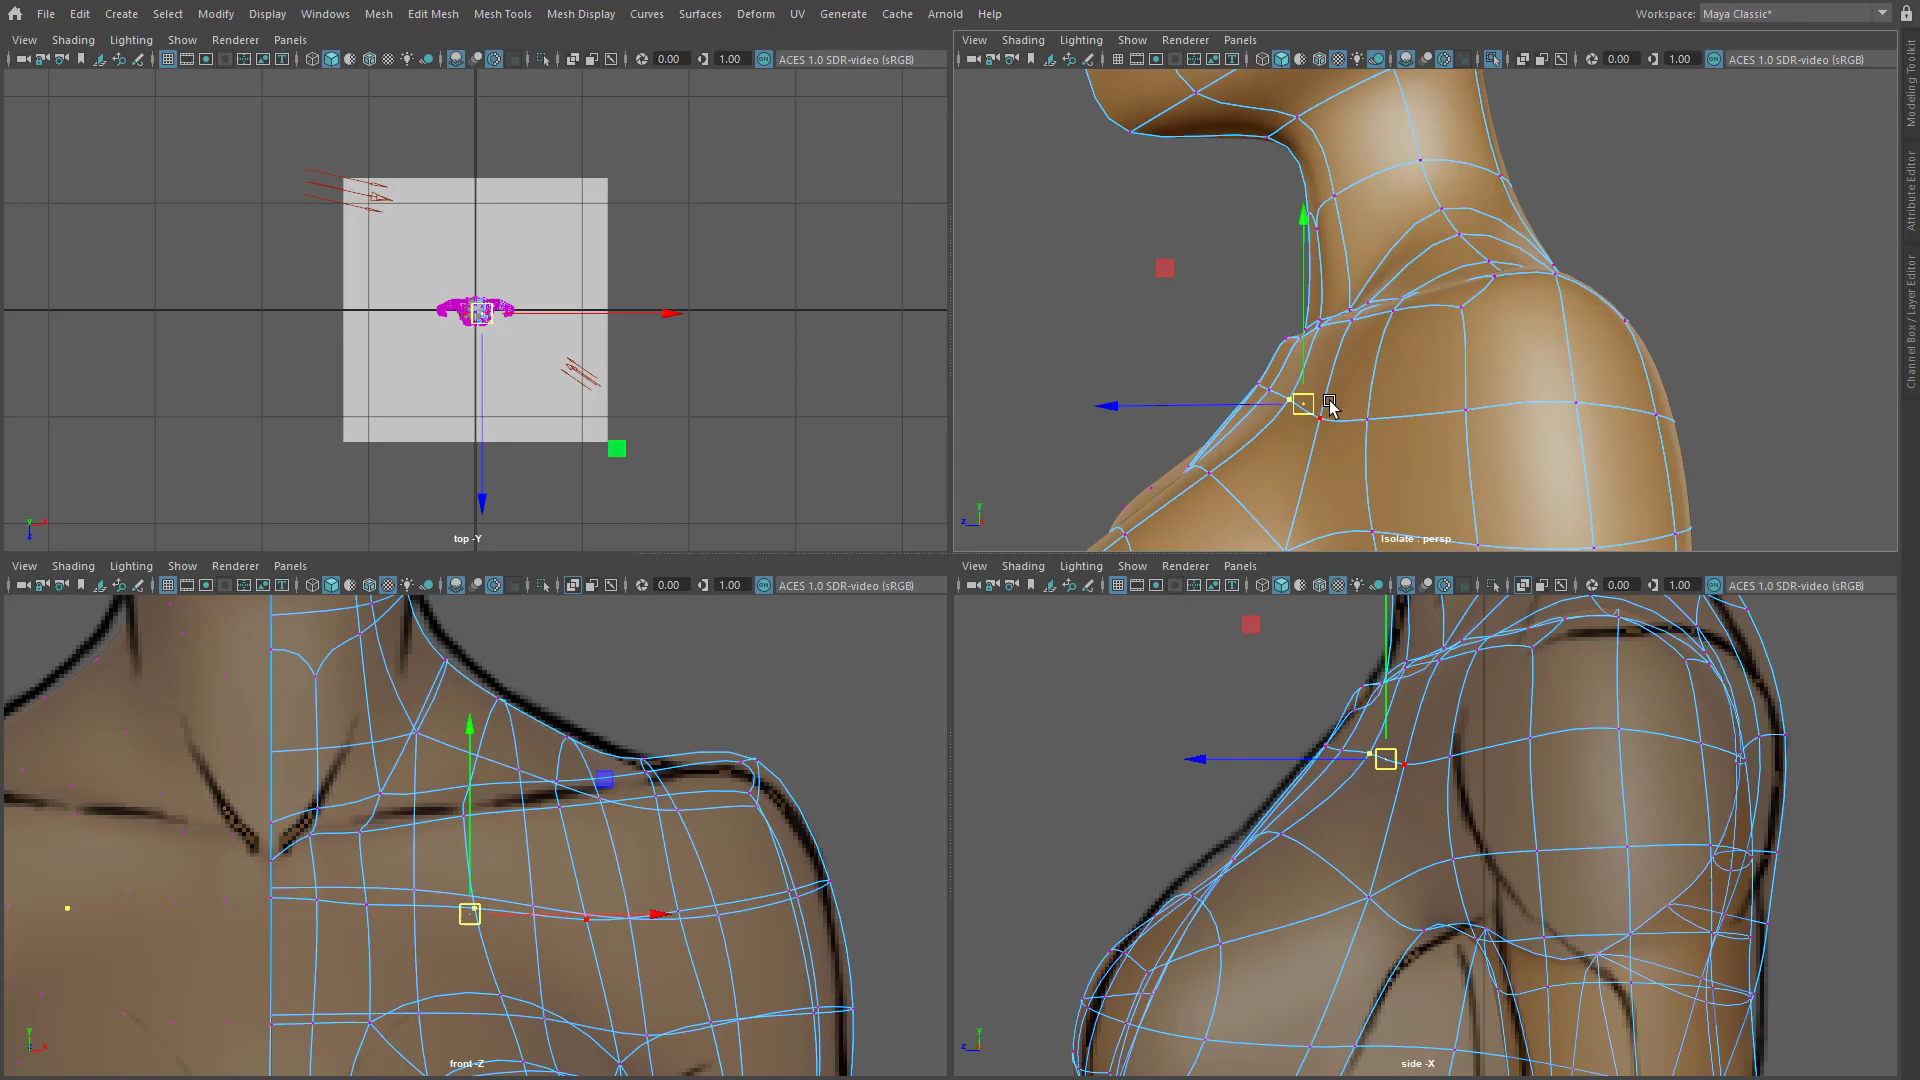 File Edit Create Select Modify Display Windows Mesh Edit Mesh Mesh Tools Mesh Display Curves Surfaces Deform UV Generate Cache Arnold Help Workspace: Maya Classic*
View Shading Lighting Show Renderer Panels
0.00 1.00 ACES 1.0 SDR-video (sRGB)
top -Y
View Shading Lighting Show Renderer Panels
0.00 1.00 ACES 1.0 SDR-video (sRGB)
Isolate : persp
View Shading Lighting Show Renderer Panels
0.00 1.00 ACES 1.0 SDR-video (sRGB)
front -Z
View Shading Lighting Show Renderer Panels
0.00 1.00 ACES 1.0 SDR-video (sRGB)
side -X
Modeling Toolkit
Attribute Editor
Channel Box / Layer Editor